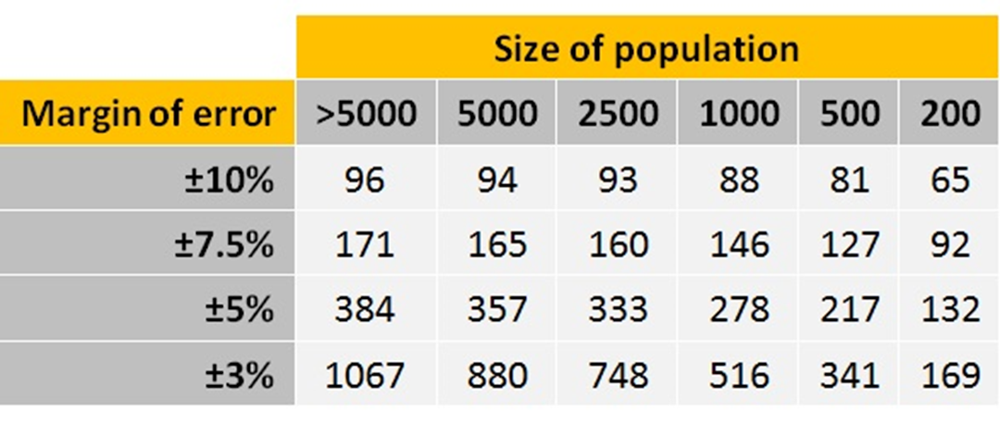 Size of population
Margin of error >5000 5000 2500 1000 500 200
±10% 96 94 93 88 81 65
±7.5% 171 165 160 146 127 92
±5% 384 357 333 278 217 132
±3% 1067 880 748 516 341 169